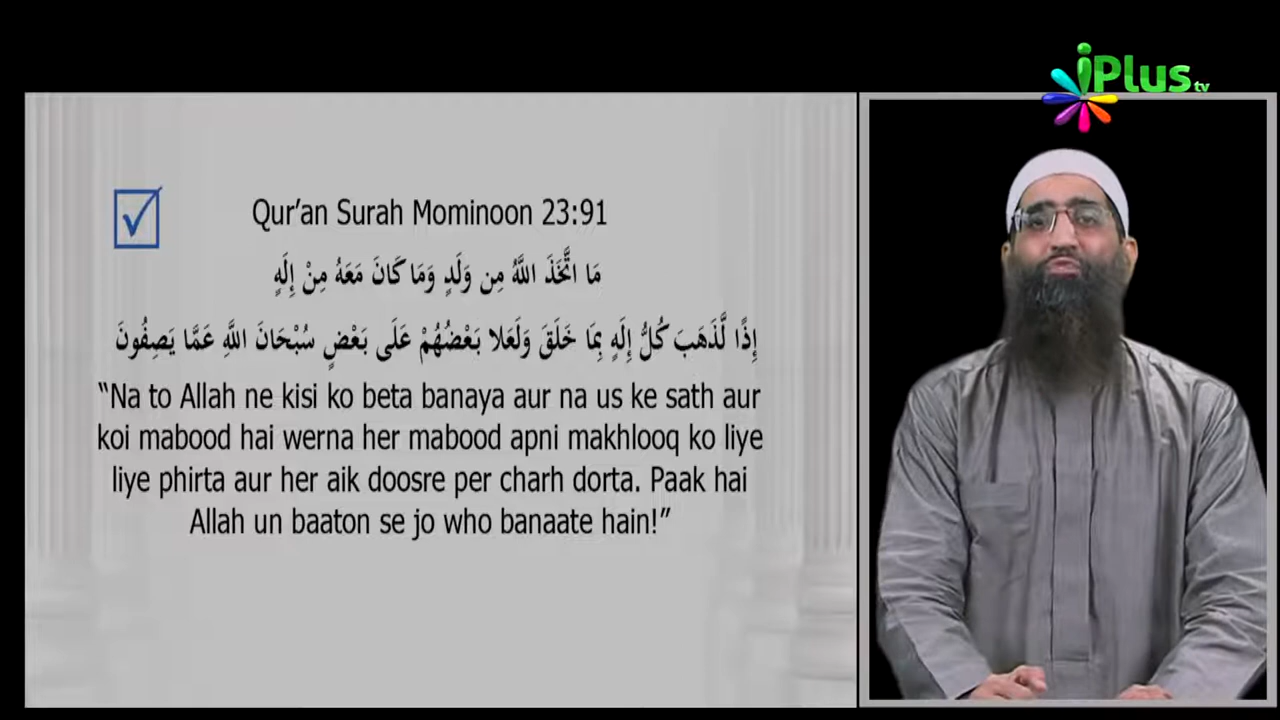 iPlus tv
Qur’an Surah Mominoon 23:91
مَا اتَّخَذَ اللَّهُ مِن وَلَدٍ وَمَا كَانَ مَعَهُ مِنْ إِلَهٍ
إِذًا لَّذَهَبَ كُلُّ إِلَهٍ بِمَا خَلَقَ وَلَعَلا بَعْضُهُمْ عَلَى بَعْضٍ سُبْحَانَ اللَّهِ عَمَّا يَصِفُونَ
“Na to Allah ne kisi ko beta banaya aur na us ke sath aur
koi mabood hai werna her mabood apni makhlooq ko liye
liye phirta aur her aik doosre per charh dorta. Paak hai
Allah un baaton se jo who banaate hain!”